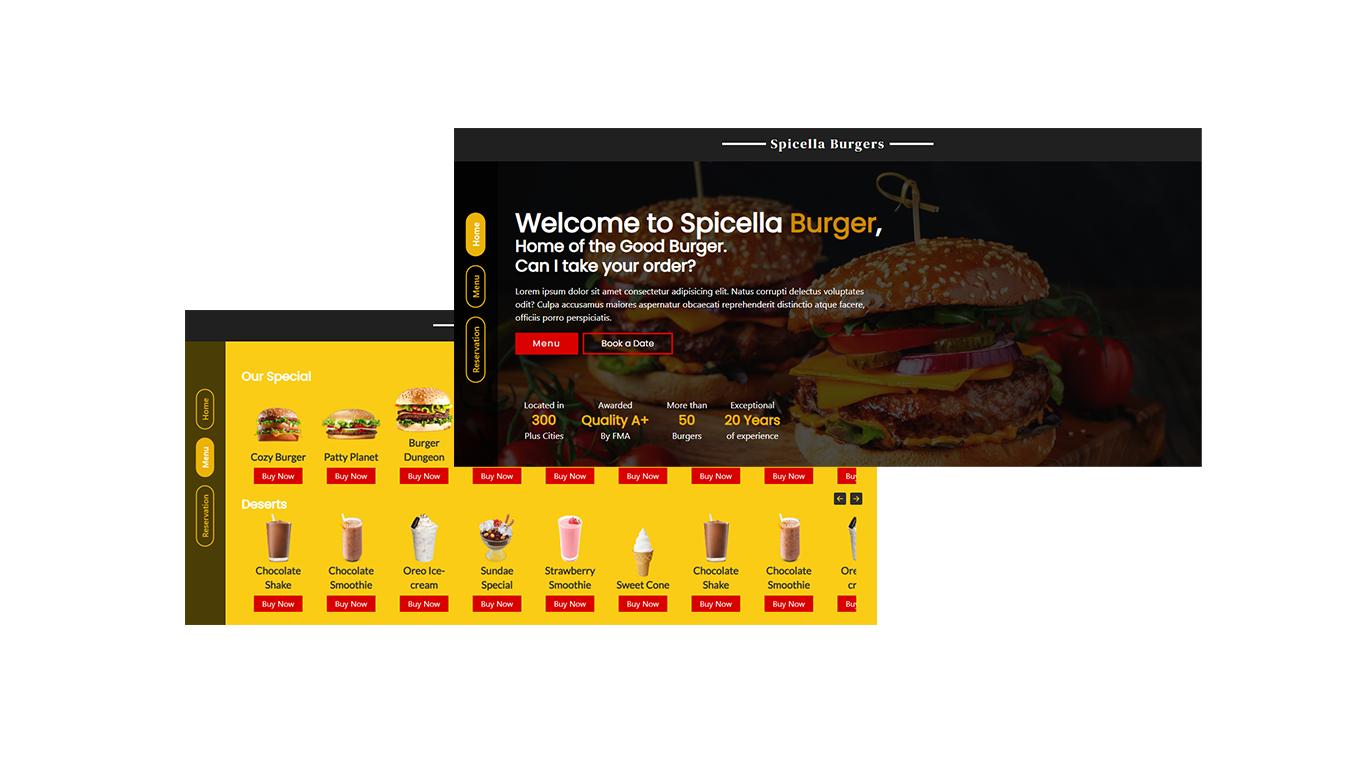 Spicella Burgers
Home
Menu
Reservation
Welcome to Spicella Burger,
Home of the Good Burger.
Can I take your order?
Lorem ipsum dolor sit amet consectetur adipisicing elit. Natus corrupti delectus voluptates
odit? Culpa accusamus maiores aspernatur obcaecati reprehenderit distinctio atque facere,
officiis porro perspiciatis.
Menu Book a Date
Located in Awarded More than Exceptional
300 Quality A+ 50 20 Years
Plus Cities By FMA Burgers of experience
Home
Menu
Reservation
Our Special
Burger
Cozy Burger Patty Planet Dungeon
Buy Now Buy Now Buy Now Buy Now Buy Now Buy Now Buy Now Buy Now Bu
Deserts
Chocolate Chocolate Oreo Ice- Sundae Strawberry Chocolate Chocolate Ore
Shake Smoothie cream Special Smoothie Sweet Cone Shake Smoothie cr
Buy Now Buy Now Buy Now Buy Now Buy Now Buy Now Buy Now Buy Now Bu